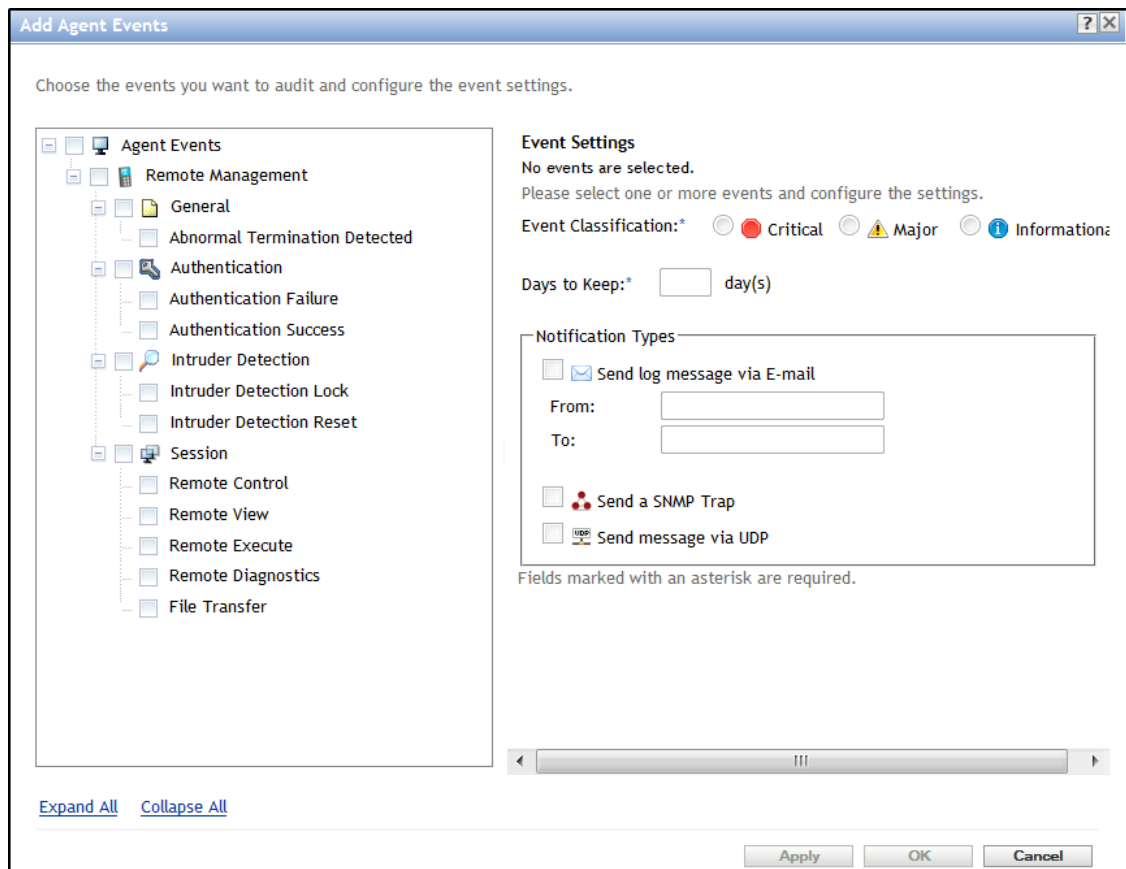 Add Agent Events
?
Choose the events you want to audit and configure the event settings.
Agent Events
Remote Management
General
Abnormal Termination Detected
Authentication
Authentication Failure
Authentication Success
Intruder Detection
Intruder Detection Lock
Intruder Detection Reset
Session
Remote Control
Remote View
Remote Execute
Remote Diagnostics
File Transfer
Expand All Collapse All
Event Settings
No events are selected.
Please select one or more events and configure the settings.
Event Classification:* Critical Major Informationa
Days to Keep:* day(s)
Notification Types
Send log message via E-mail
From:
To:
Send a SNMP Trap
UDP Send message via UDP
Fields marked with an asterisk are required.
Apply OK Cancel